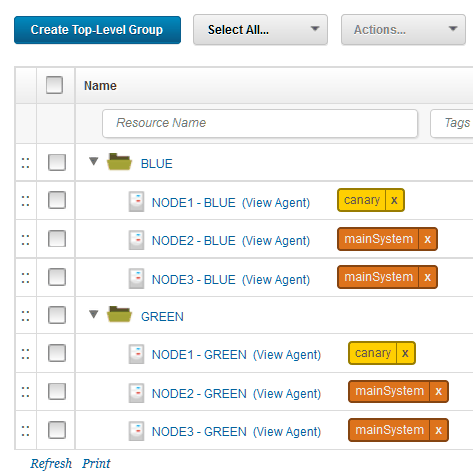 Create Top-Level Group Select All... Actions...
Name
Resource Name Tags
BLUE
NODE1 - BLUE (View Agent) canary x
NODE2 - BLUE (View Agent) mainSystem x
NODE3 - BLUE (View Agent) mainSystem x
GREEN
NODE1 - GREEN (View Agent) canary x
NODE2 - GREEN (View Agent) mainSystem x
NODE3 - GREEN (View Agent) mainSystem x
Refresh Print